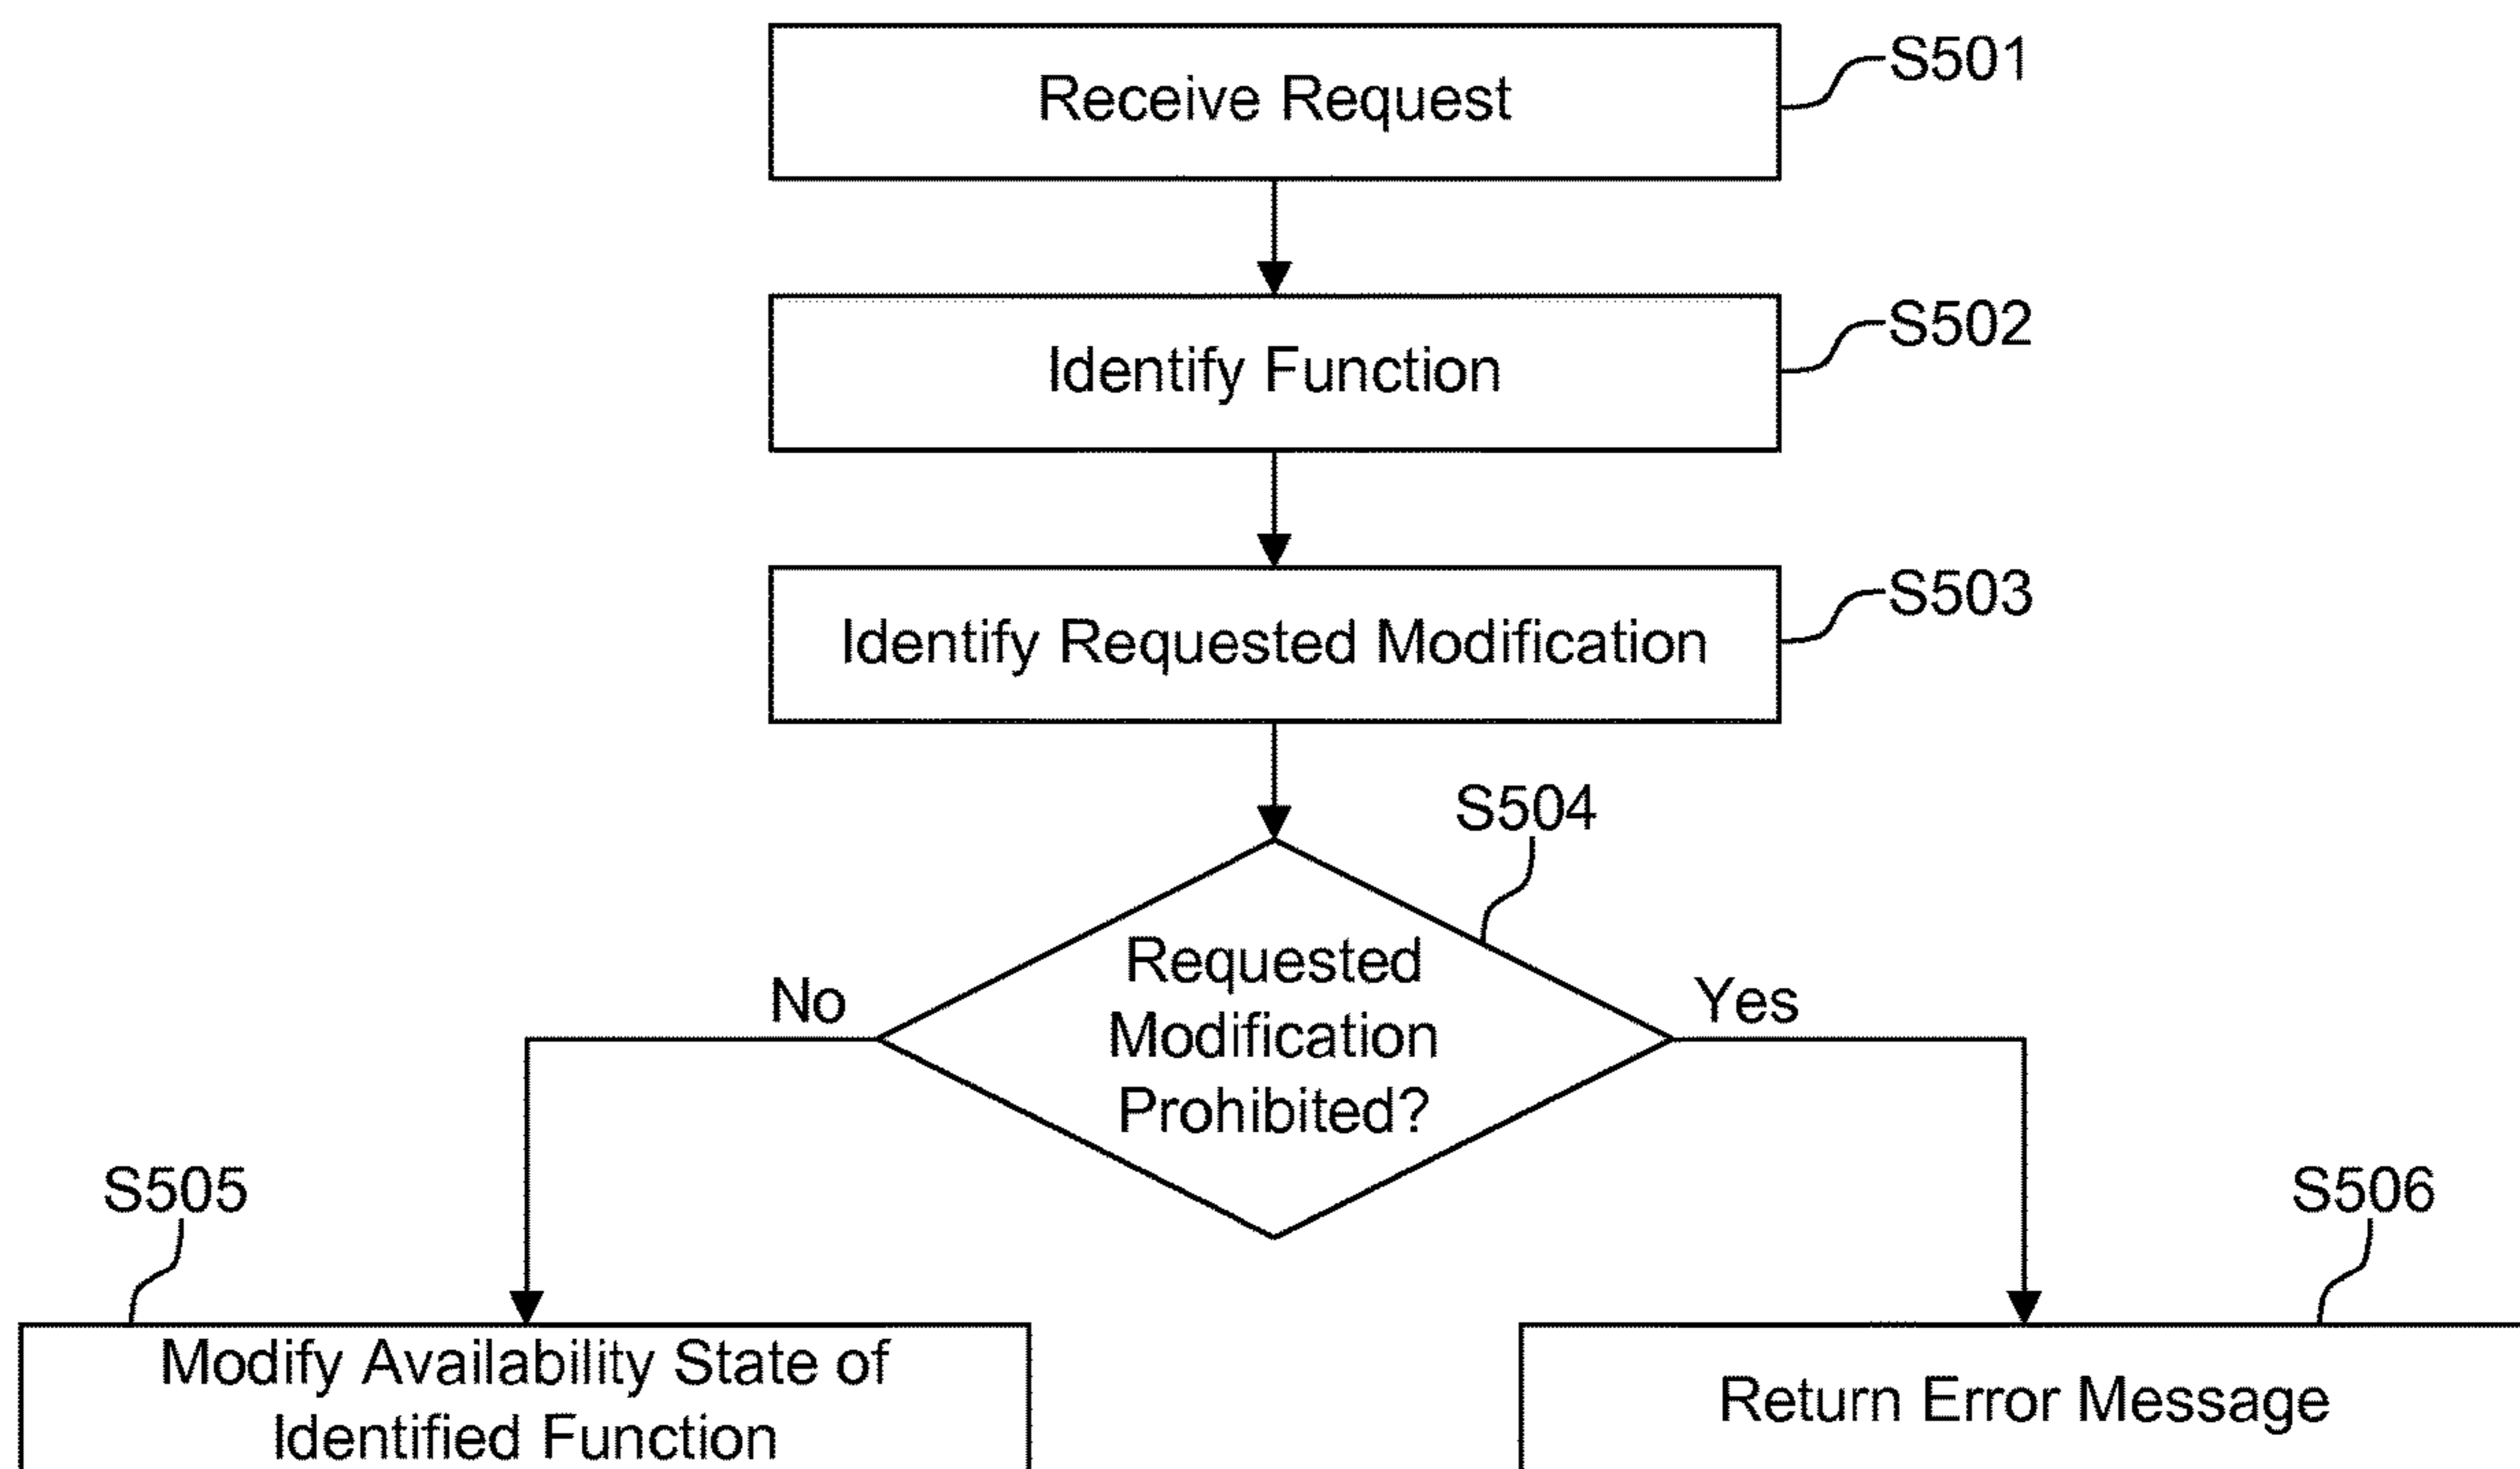 Receive Request
S501
Identify Function
S502
Identify Requested Modification
S503
S504
Requested
Modification
Prohibited?
No
Yes
S505
S506
Modify Availability State of
Identified Function
Return Error Message